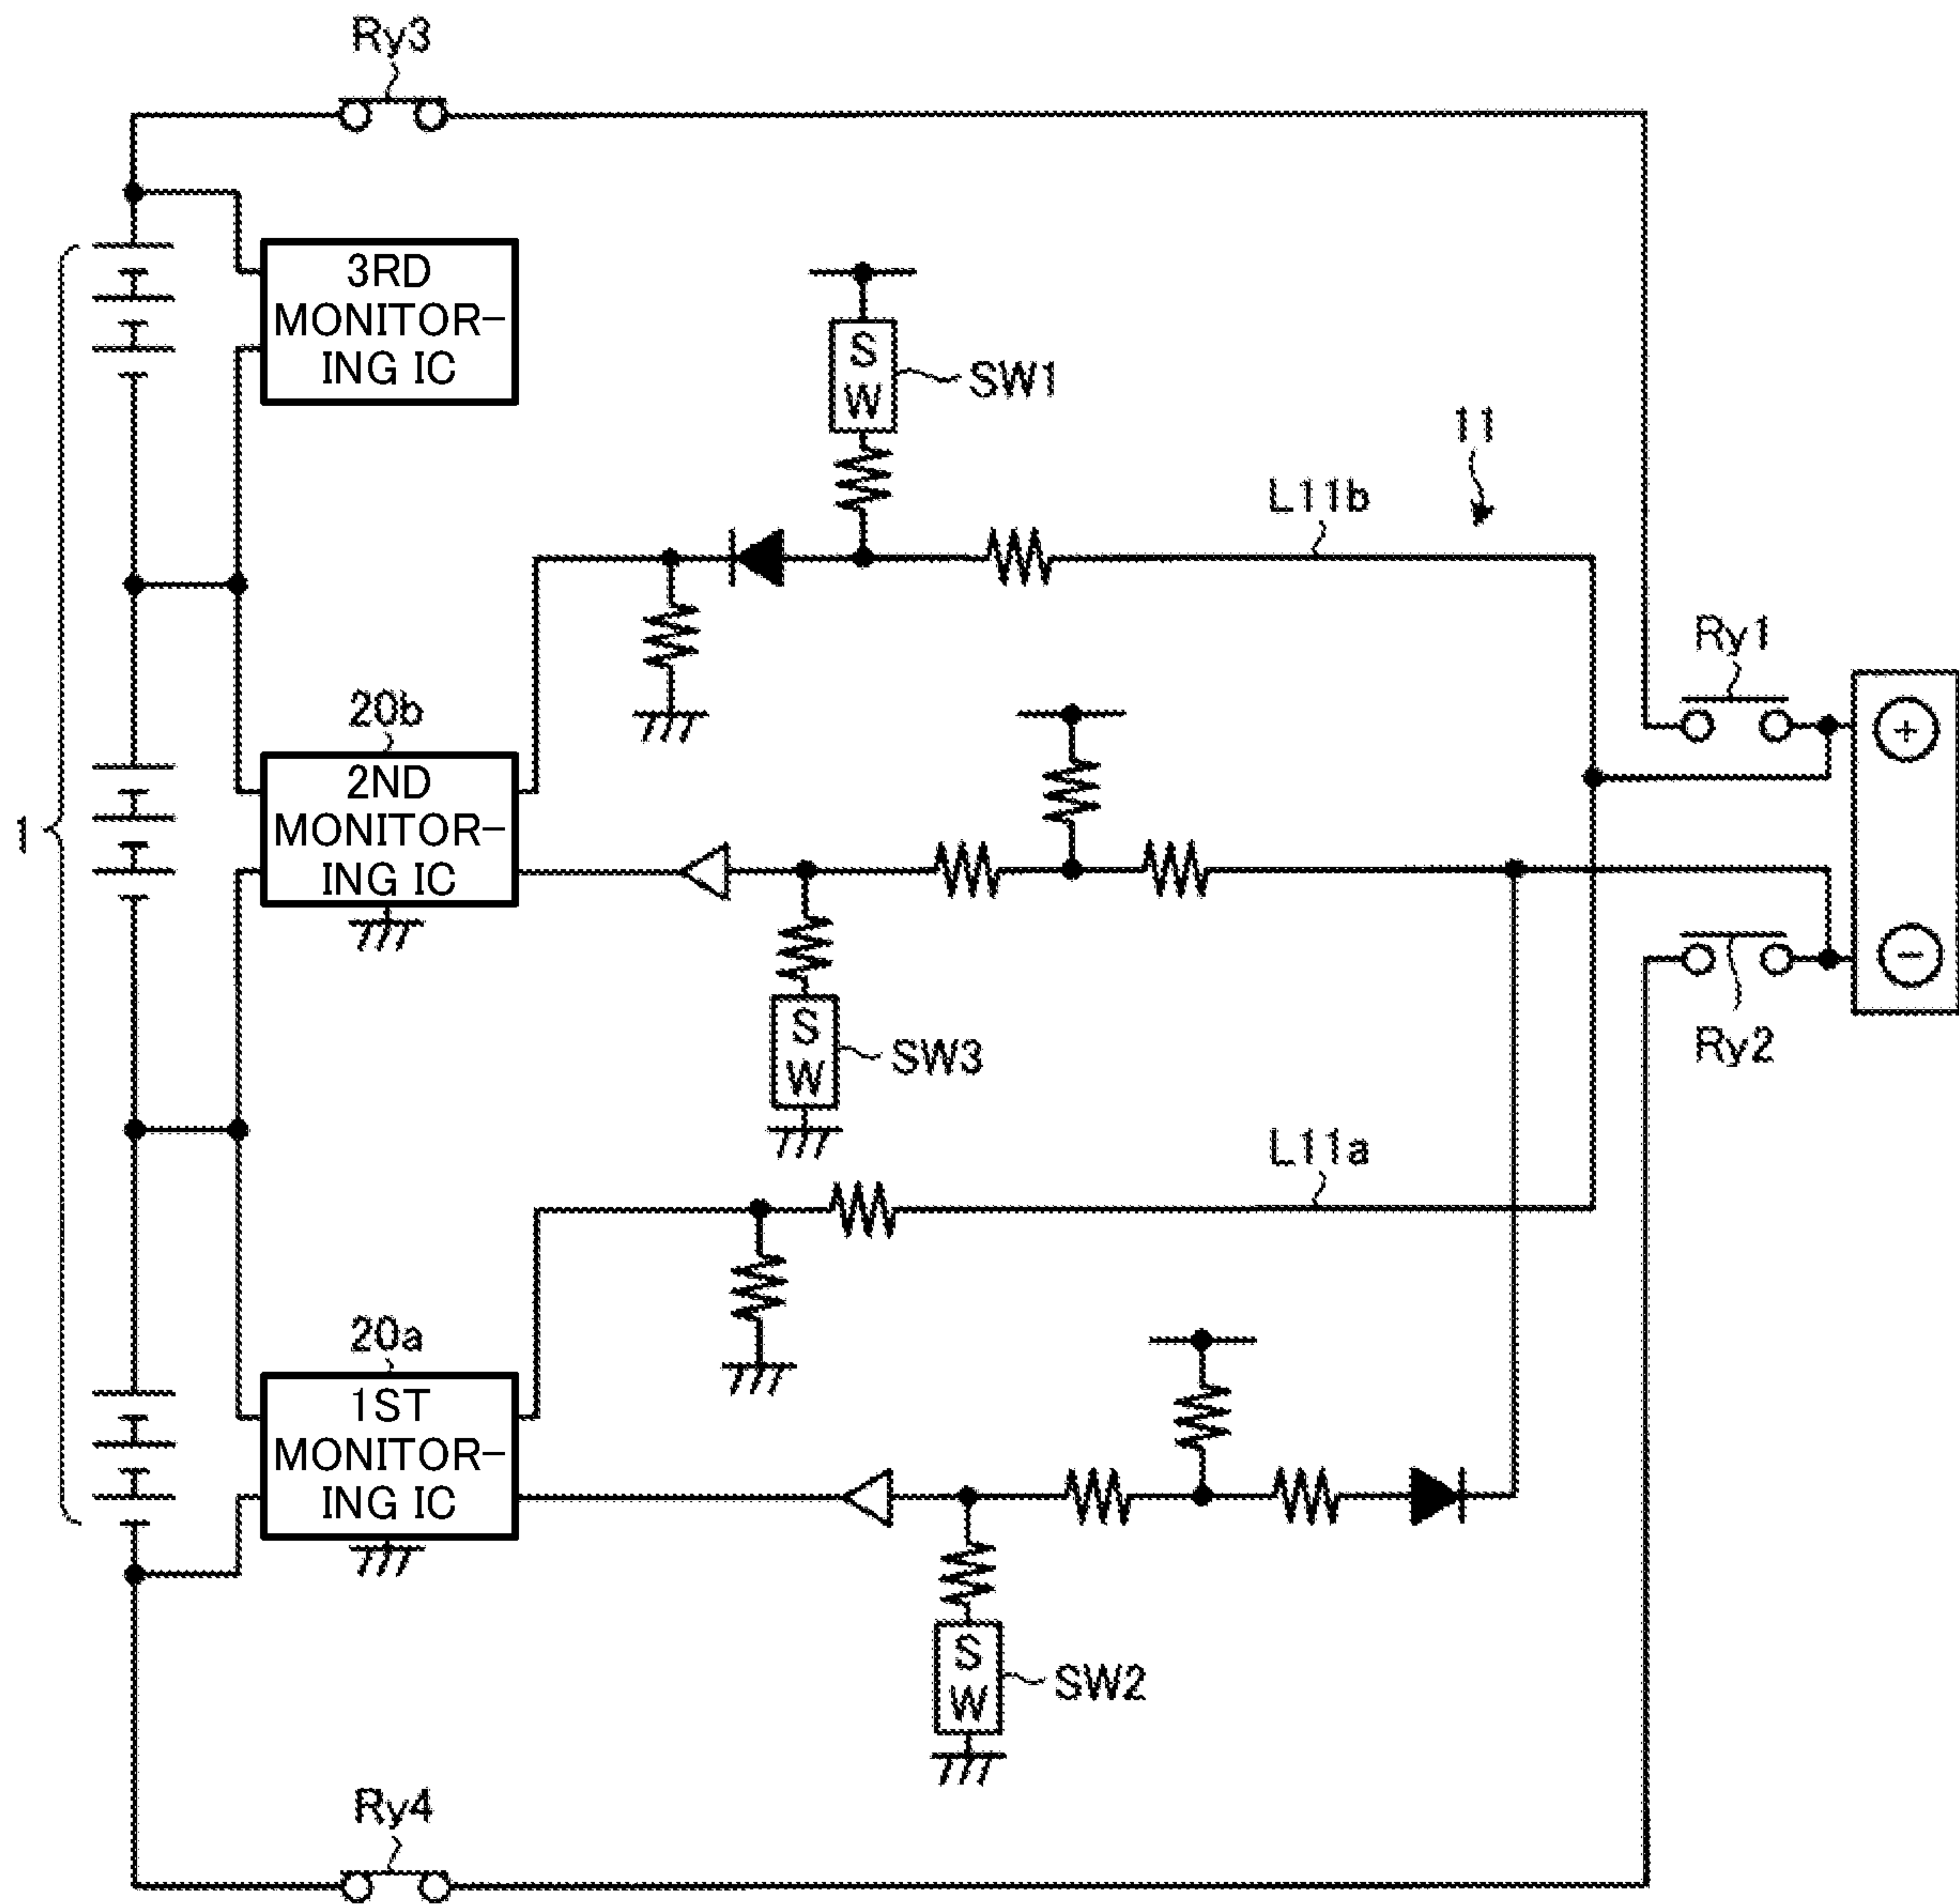 Ry3
3RD
MONITOR-
ING IC
S
W
SW1
11
L11b
Ry1
20b
2ND
MONITOR-
ING IC
+
1
S
W
SW3
−
Ry2
L11a
20a
1ST
MONITOR-
ING IC
S
W
SW2
Ry4